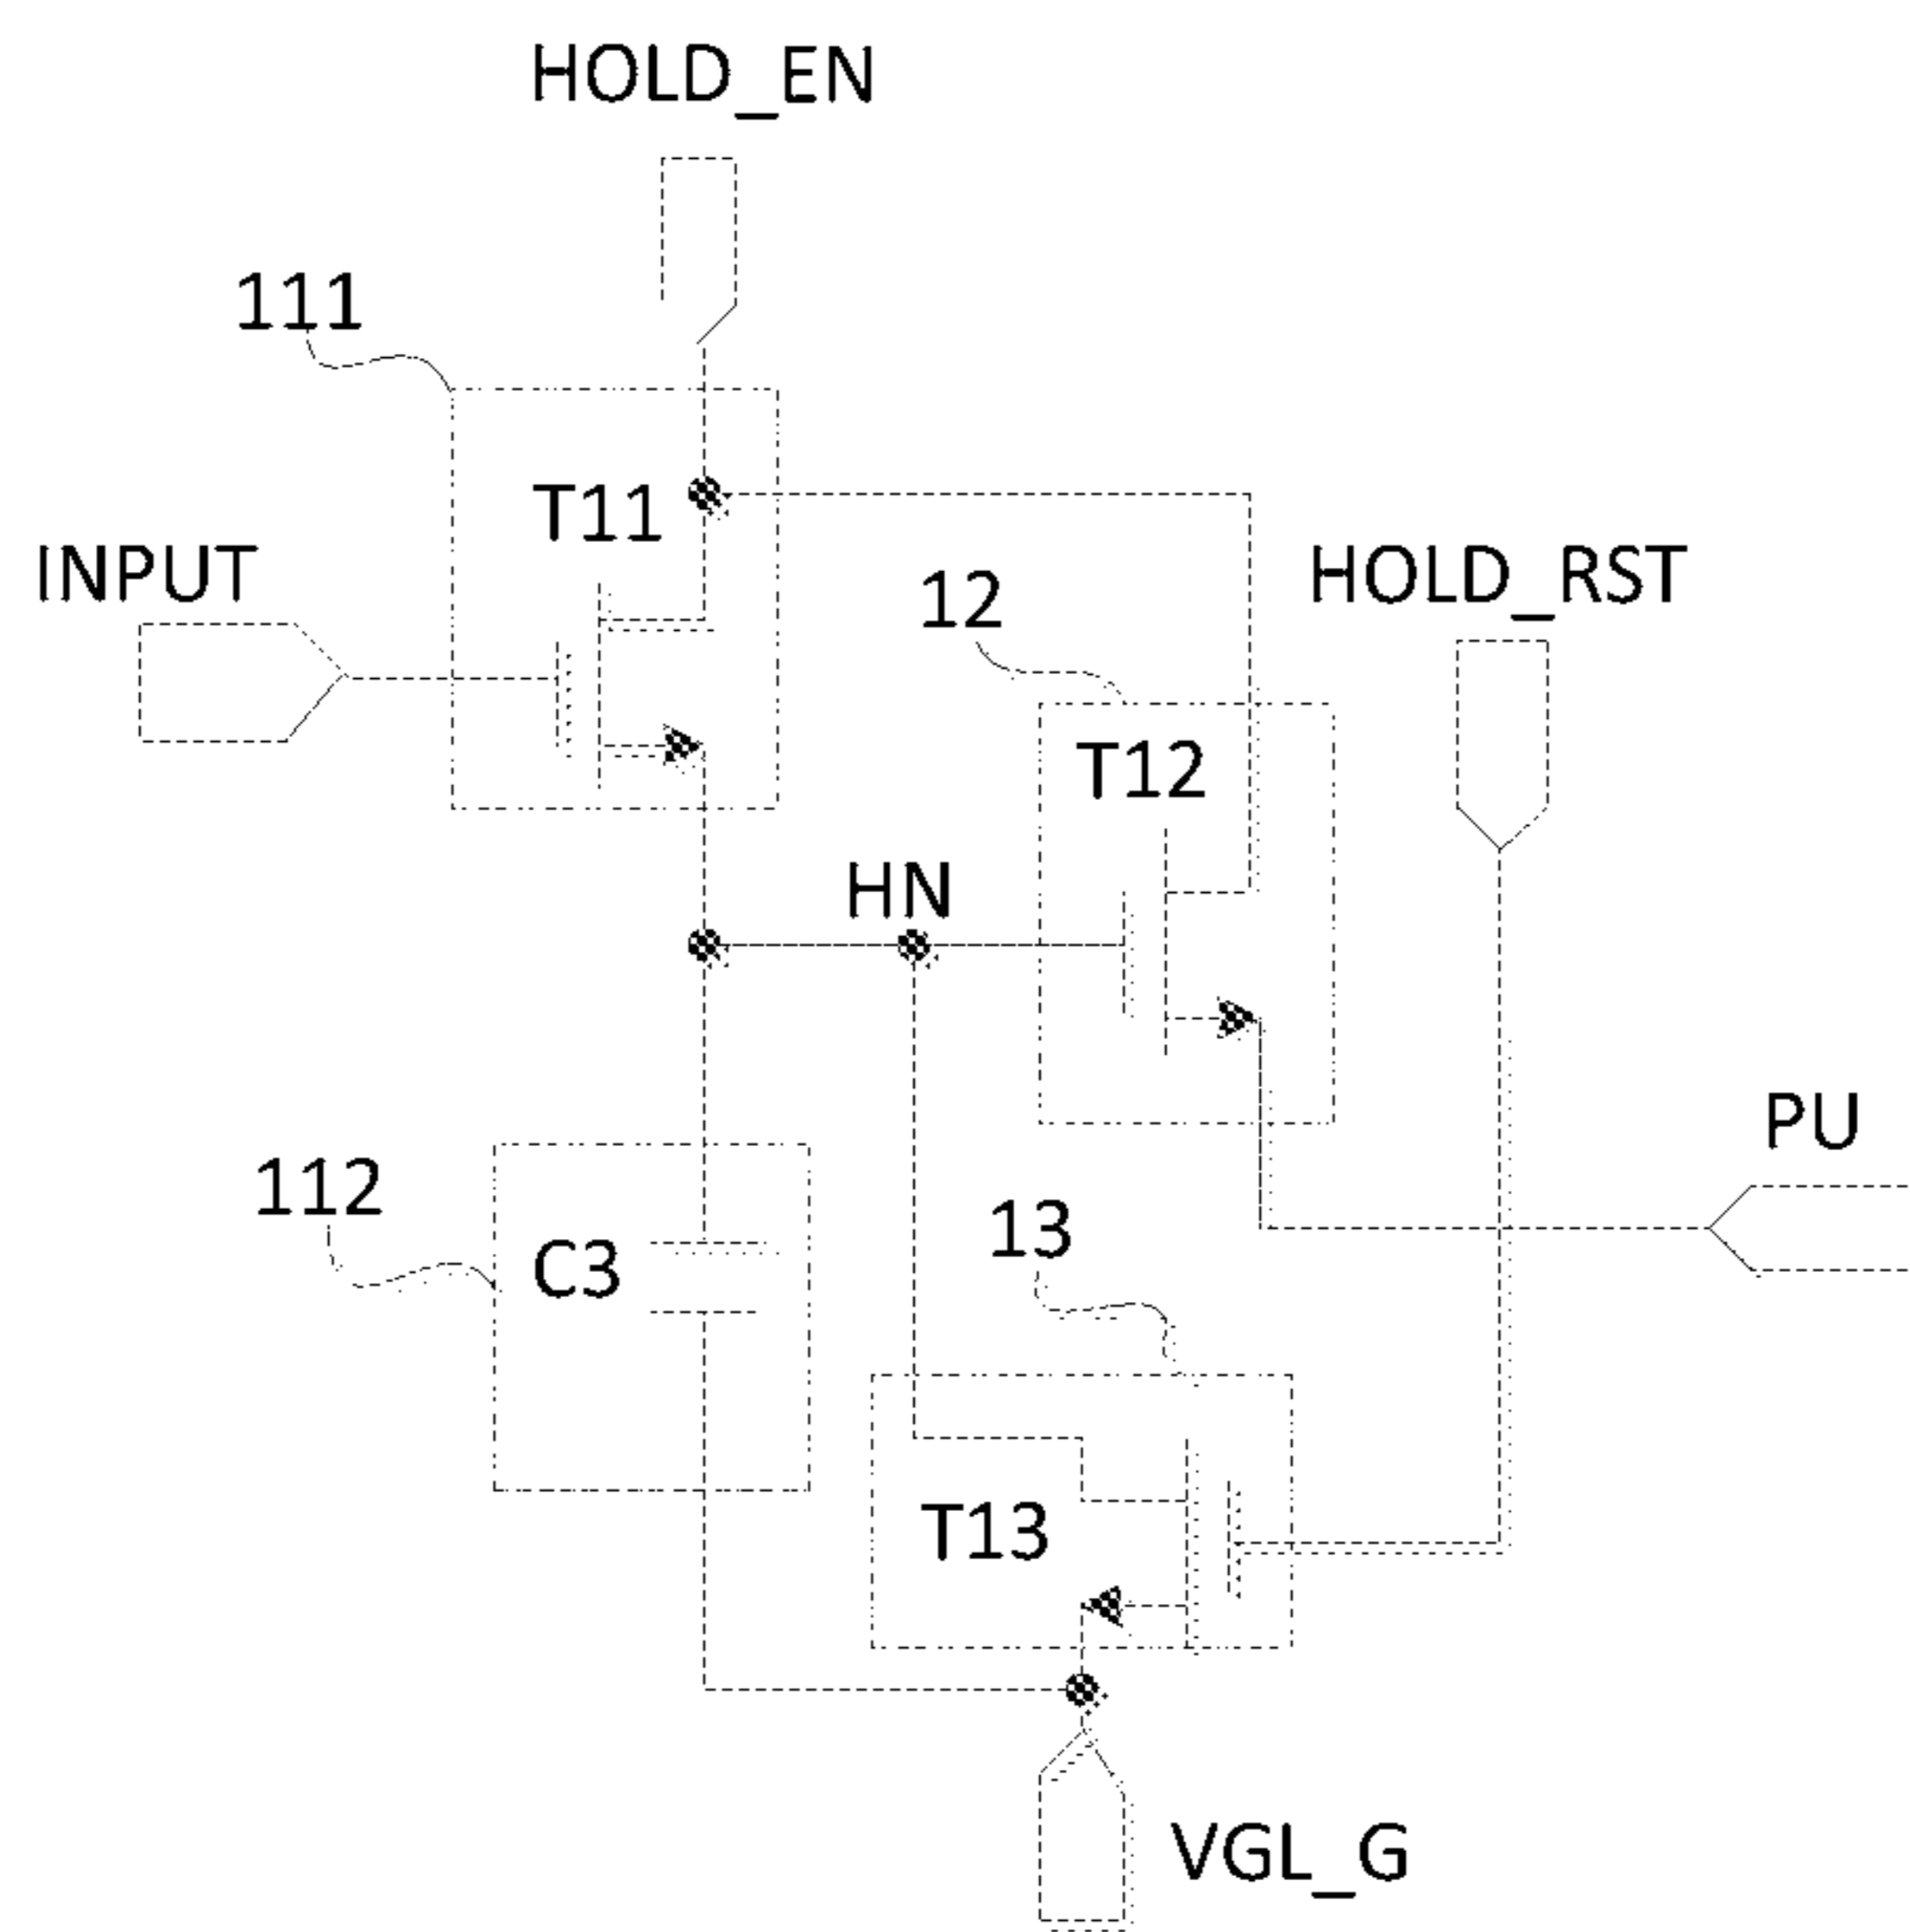 HOLD_EN
111
T11
INPUT
12
HOLD_RST
T12
HN
PU
112
13
C3
T13
VGL_G